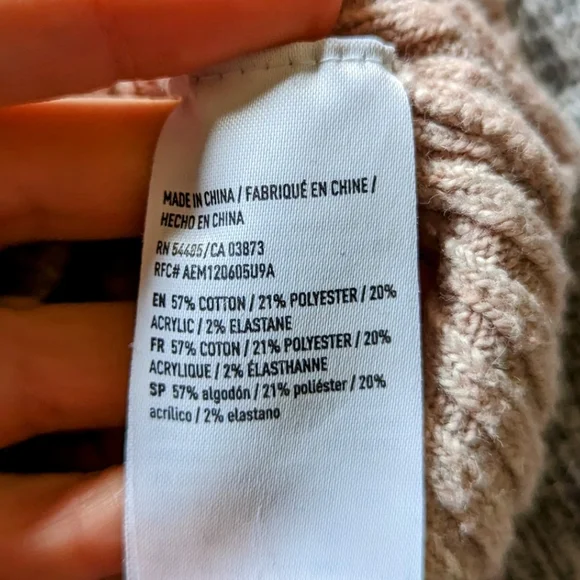 MADE IN CHINA / FABRIQUÉ EN CHINE /
HECHO EN CHINA
RN 54485/CA 03873
RFC# AEM120605U9A
EN 57% COTTON / 21% POLYESTER / 20%
ACRYLIC / 2% ELASTANE
FR 57% COTON / 21% POLYESTER / 20%
ACRYLIQUE / 2% ÉLASTHANNE
SP 57% algodón / 21% poliéster / 20%
acrílico / 2% elastano